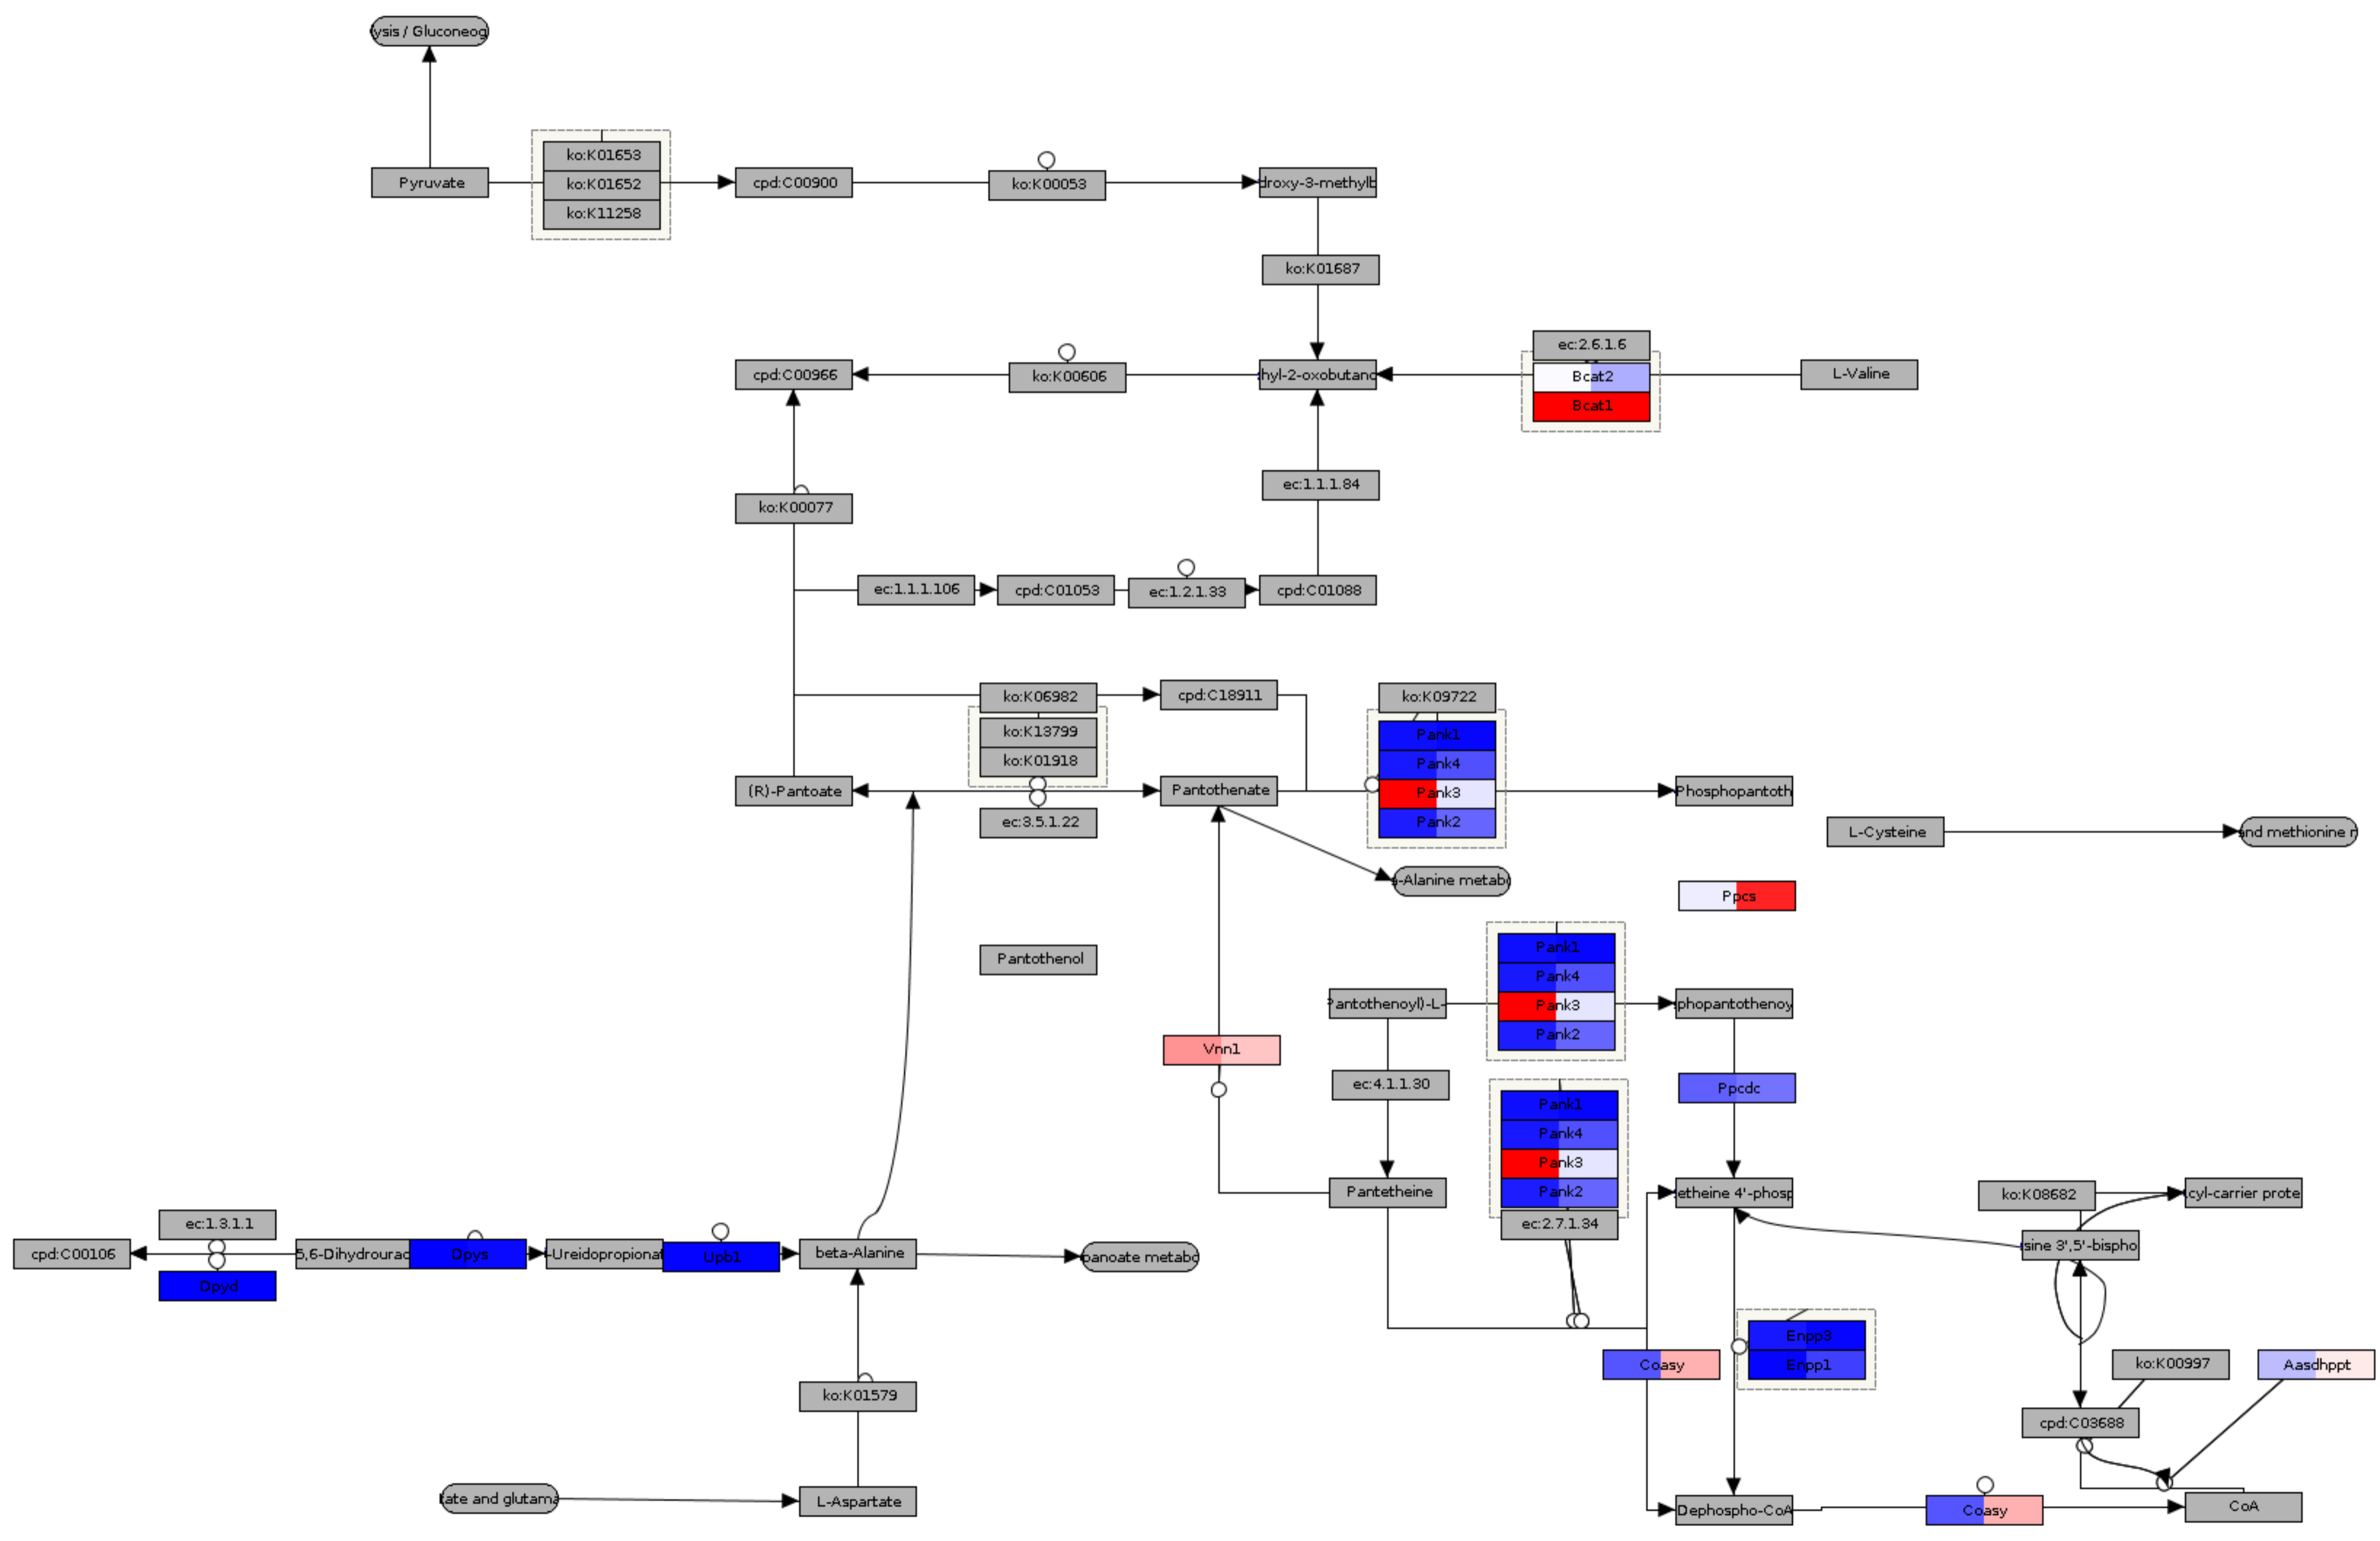 ysis / Gluconeog
ko:K01653
Pyruvate
ko:K01652
cpd:C00900
ko:K00053
droxy-3-methylb
ko:K11258
ko:K01687
ec:2.6.1.6
cpd:C00966
ko:K00606
hyl-2-oxobutano
Bcat2
L-Valine
Bcat1
ec:1.1.1.84
ko:K00077
ec:1.1.1.106
cpd:C01053
ec:1.2.1.33
cpd:C01088
ko:K06982
cpd:C18911
ko:K09722
ko:K13799
Pank1
ko:K01918
Pank4
(R)-Pantoate
Pantothenate
Pank3
Phosphopantoth
ec:3.5.1.22
Pank2
L-Cysteine
and methionine m
-Alanine metabo
Ppcs
Pantothenol
Pank1
Pank4
Pantothenoyl)-L-
Pank3
phopantothenoy
Pank2
Vnn1
ec:4.1.1.30
Ppcdc
Pank1
Pank4
Pank3
Pantetheine
Pank2
etheine 4'-phosp
ko:K08682
cyl-carrier prote
ec:1.3.1.1
ec:2.7.1.34
cpd:C00106
5,6-Dihydrourac
Dpys
-Ureidopropionat
Upb1
beta-Alanine
panoate metabo
sine 3',5'-bispho
Dpyd
Enpp3
Coasy
Enpp1
ko:K00997
Aasdhppt
ko:K01579
cpd:C03688
tate and glutama
L-Aspartate
Dephospho-CoA
Coasy
CoA